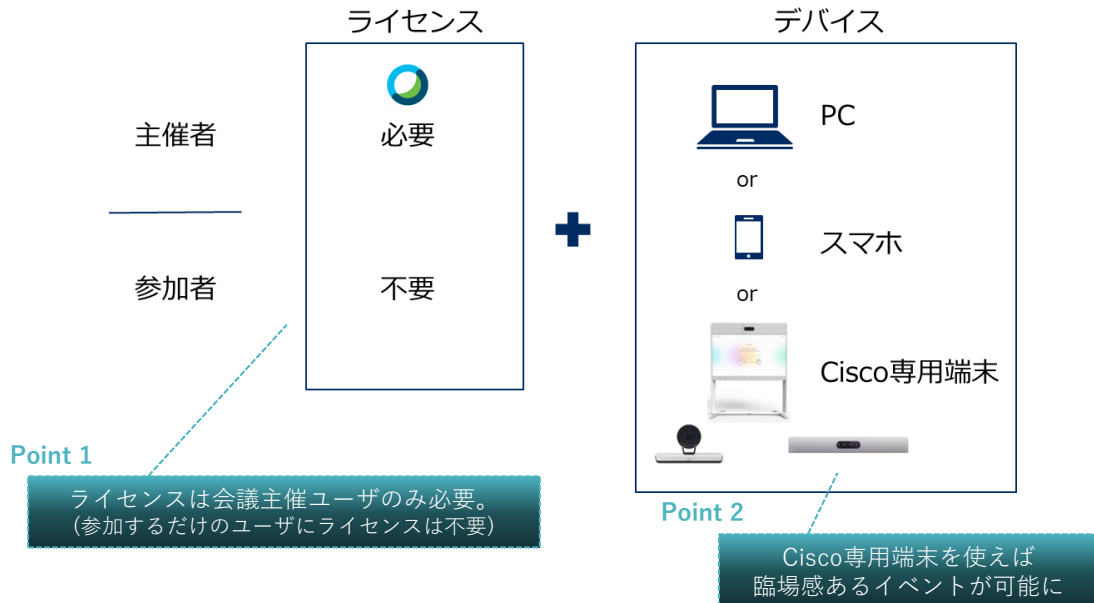 ライセンス
デバイス
主催者
必要
PC
or
スマホ
参加者
不要
or
Cisco専用端末
Point 1
ライセンスは会議主催ユーザのみ必要。
(参加するだけのユーザにライセンスは不要)
Point 2
Cisco専用端末を使えば
臨場感あるイベントが可能に